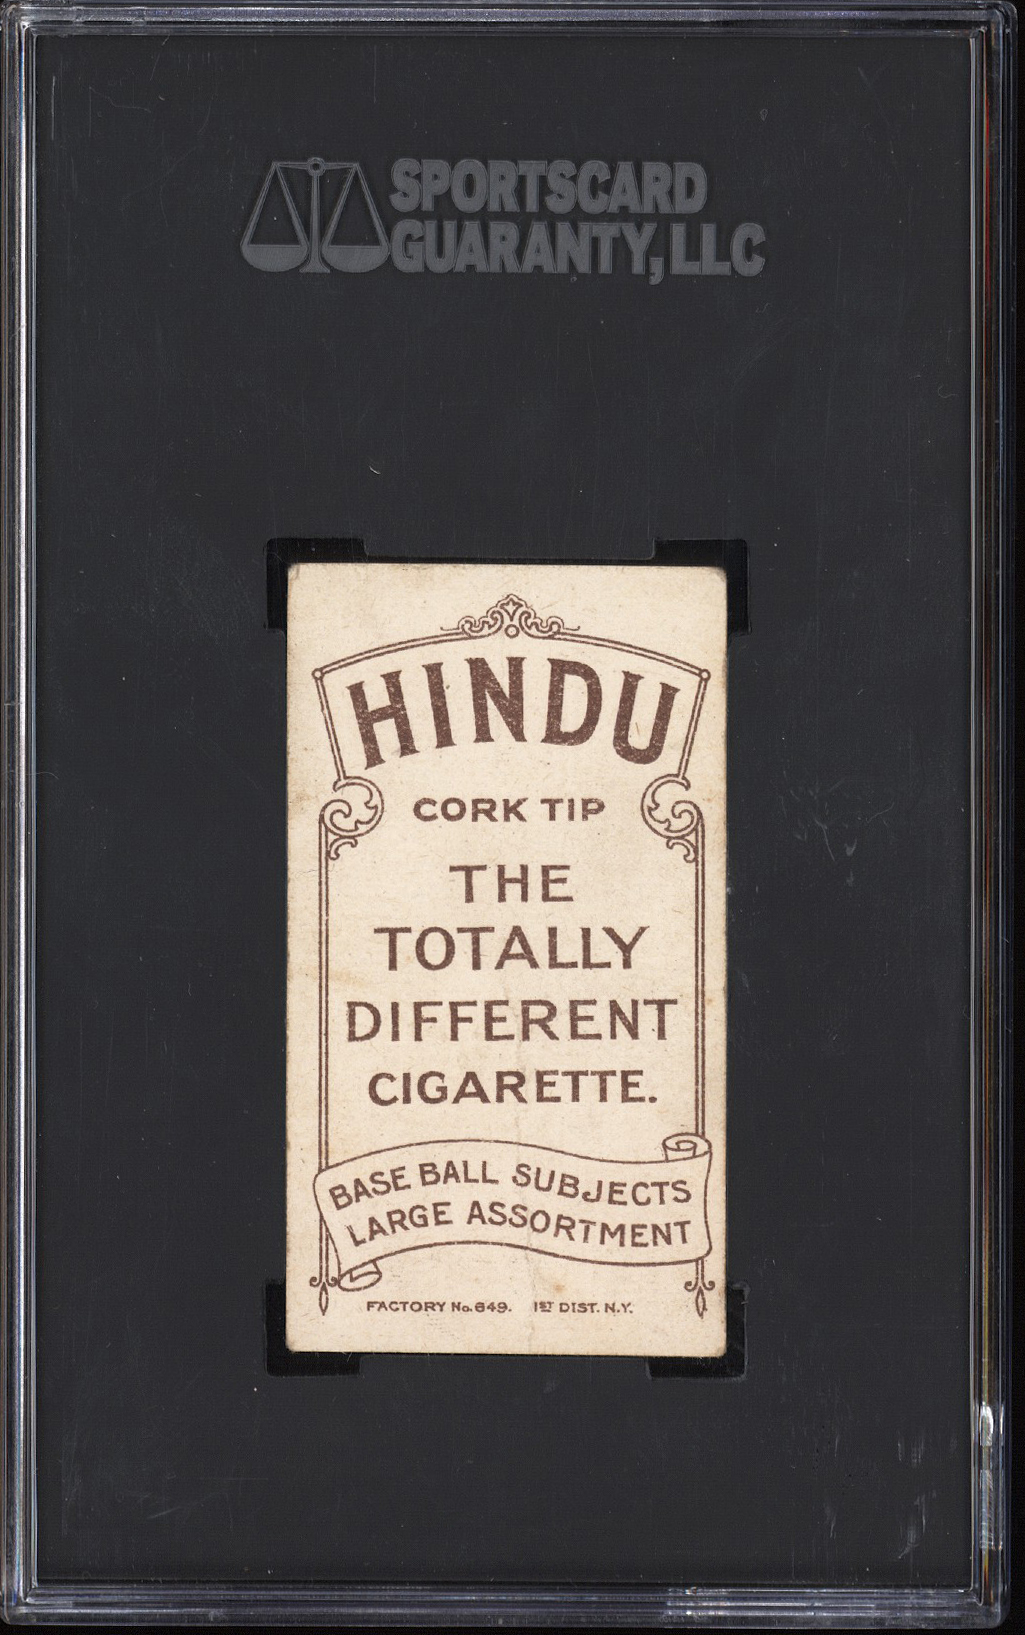 SPORTSCARD
GUARANTY, LLC
HINDU
CORK TIP
THE
TOTALLY
DIFFERENT
CIGARETTE.
BASE BALL SUBJECTS
LARGE ASSORTMENT
FACTORY No. 649. 1ST DIST. N.Y.